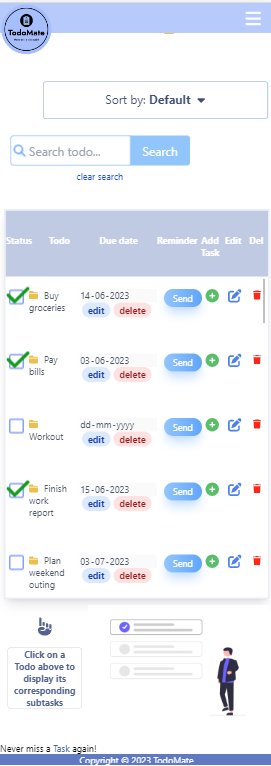 TodoMate
Sort by: Default
Search todo...
Search
clear search
Status Todo Due date Reminder Add Task Edit Del
Buy groceries 14-06-2023 Send
edit delete
Pay bills 03-06-2023 Send
edit delete
Workout dd-mm-yyyy Send
edit delete
Finish work report 15-06-2023 Send
edit delete
Plan weekend outing 03-07-2023 Send
edit delete
Click on a
Todo above to
display its
corresponding
subtasks
Never miss a Task again!
Copyright © 2023 TodoMate